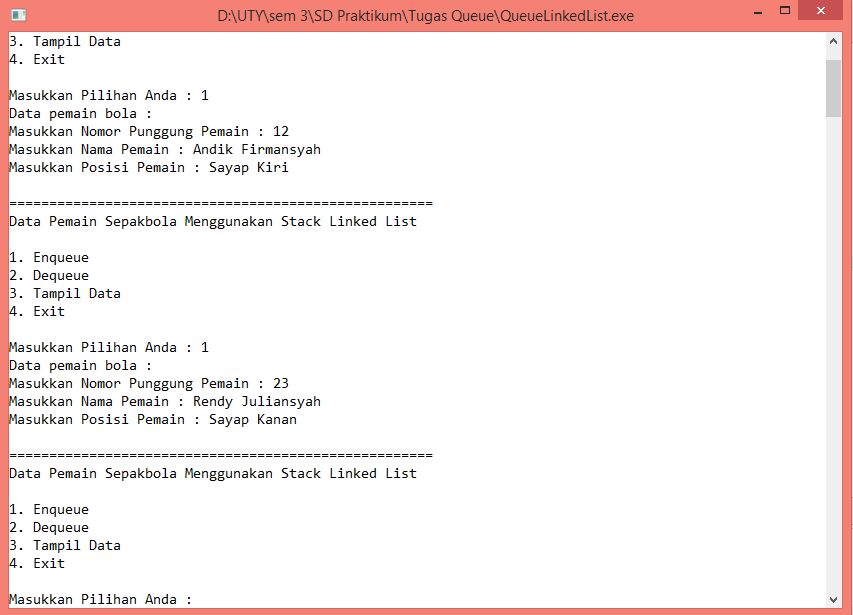 D:\UTY\sem 3\SD Praktikum\Tugas Queue\QueueLinkedList.exe
3. Tampil Data
4. Exit
Masukkan Pilihan Anda : 1
Data pemain bola :
Masukkan Nomor Punggung Pemain : 12
Masukkan Nama Pemain : Andik Firmansyah
Masukkan Posisi Pemain : Sayap Kiri
=====================================================
Data Pemain Sepakbola Menggunakan Stack Linked List
1. Enqueue
2. Dequeue
3. Tampil Data
4. Exit
Masukkan Pilihan Anda : 1
Data pemain bola :
Masukkan Nomor Punggung Pemain : 23
Masukkan Nama Pemain : Rendy Juliansyah
Masukkan Posisi Pemain : Sayap Kanan
=====================================================
Data Pemain Sepakbola Menggunakan Stack Linked List
1. Enqueue
2. Dequeue
3. Tampil Data
4. Exit
Masukkan Pilihan Anda :